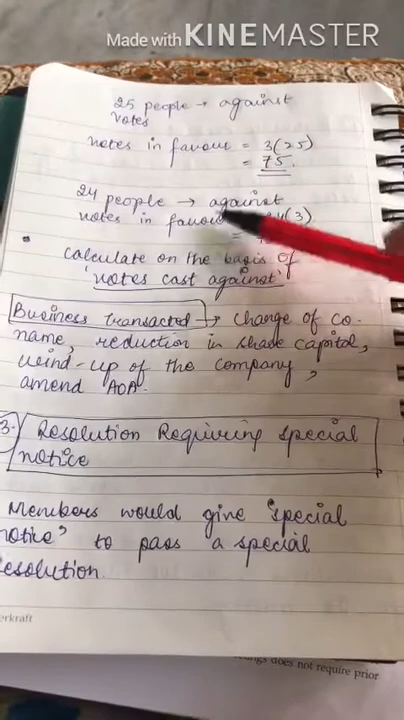 Made with KINEMASTER
25 people → against
votes
votes in favour = 3(25)
= 75.
24 people → against
votes in favour
calculate on the basis of
'votes cast against'
Business transacted → change of co.
name, reduction in share capital,
wind-up of the company,
amend AOA.
3. Resolution Requiring special
notice
Members would give 'special
notice' to pass a special
resolution.
erkraft
does not require prior